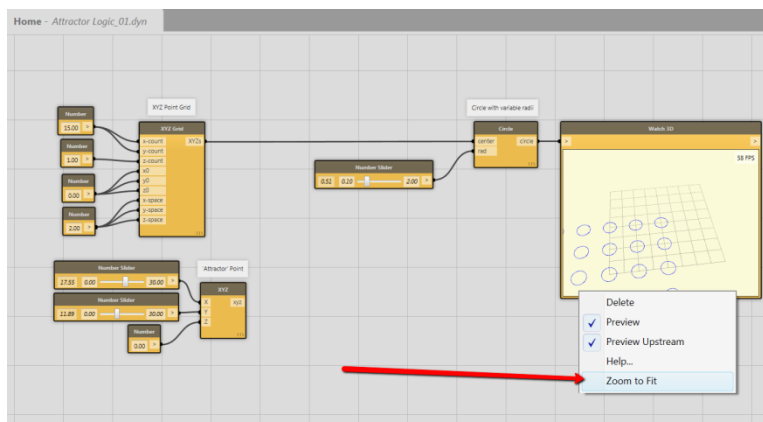 Home - Attractor Logic_01.dyn
XYZ Point Grid
Circle with variable radii
Number
15.00 >
XYZ Grid
x-count XYZs
y-count
z-count
x0
y0
z0
x-space
y-space
z-space
Number
1.00 >
Number
0.00 >
Number
2.00 >
Circle
center circle
rad
Watch 3D
> >
58 FPS
Number Slider
0.51 0.20 2.00 >
Number Slider
17.55 0.00 30.00 >
Number Slider
11.89 0.00 30.00 >
Number
0.00 >
Attractor' Point
XYZ
X xyz
Y
Z
Delete
Preview
Preview Upstream
Help...
Zoom to Fit